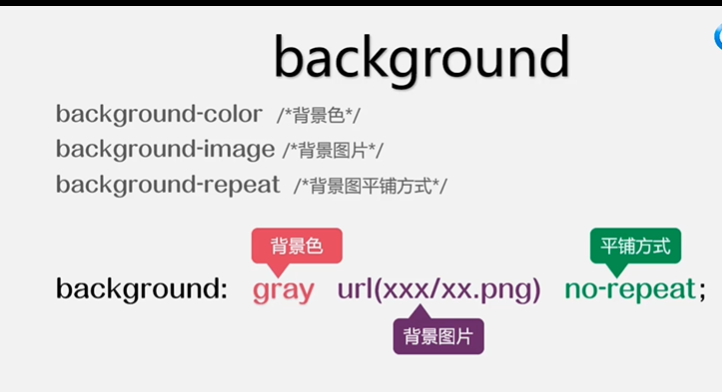 background
background-color /*背景色*/
background-image /*背景图片*/
background-repeat /*背景图平铺方式*/
背景色 平铺方式
background: gray url(xxx/xx.png) no-repeat;
背景图片